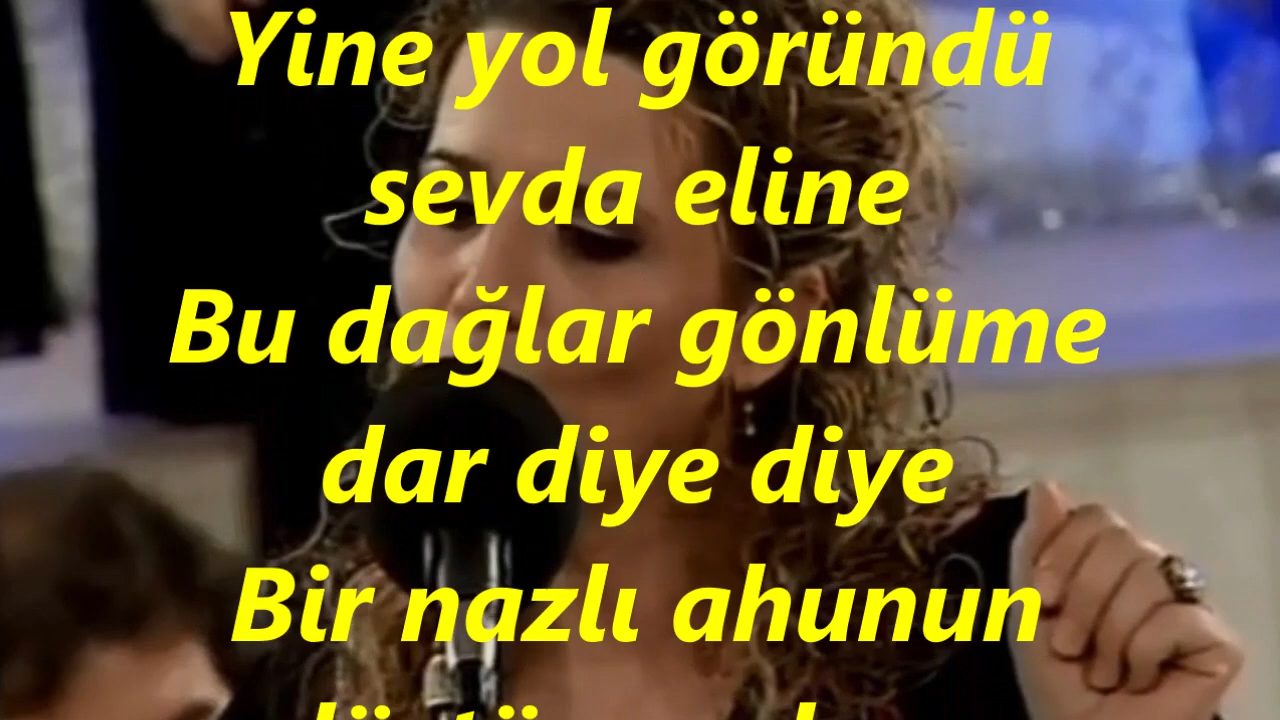 Yine yol göründü
sevda eline
Bu dağlar gönlüme
dar diye diye
Bir nazlı ahunun